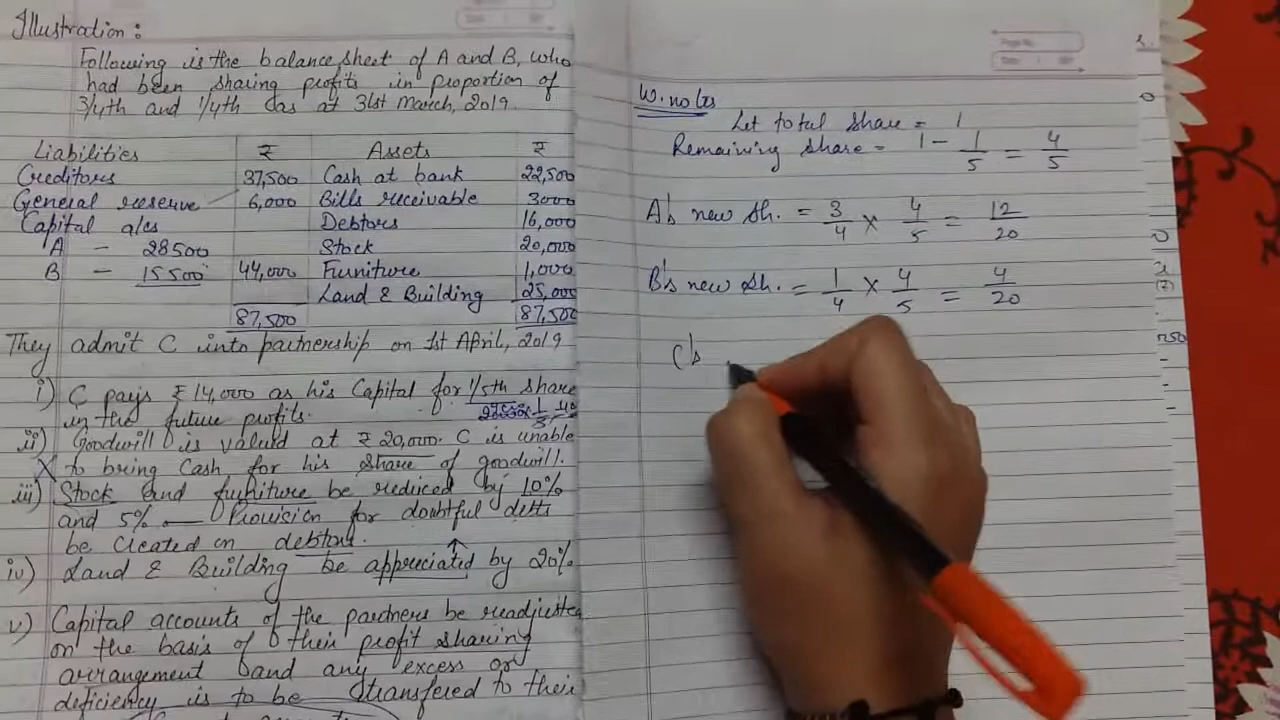 Illustration :
Following is the balance sheet of A and B, who
had been sharing profits in proportion of
3/4th and 1/4th as at 31st March, 2019.
Liabilities ₹ Assets ₹
Creditors 37,500 Cash at bank 22,500
General reserve 6,000 Bills receivable 3000
Capital a/cs Debtors 16,000
A - 28500 Stock 20,000
B - 15500 44,000 Furniture 1,000
Land & Building 25,000
87,500 87,500
They admit C into partnership on 1st April, 2019
i) C pays ₹ 14,000 as his Capital for 1/5th share
in the future profits.
ii) Goodwill is valued at ₹ 20,000. C is unable
to bring Cash for his share of goodwill.
iii) Stock and furniture be reduced by 10%
and 5% Provision for doubtful debts
be created on debtors.
iv) Land & Building be appreciated by 20%.
v) Capital accounts of the partners be readjusted
on the basis of their profit sharing
arrangement and any excess or
deficiency is to be transfered to their
W. notes
Let total share = 1
Remaining share = 1 - 1/5 = 4/5
A's new sh. = 3/4 × 4/5 = 12/20
B's new sh. = 1/4 × 4/5 = 4/20
C's